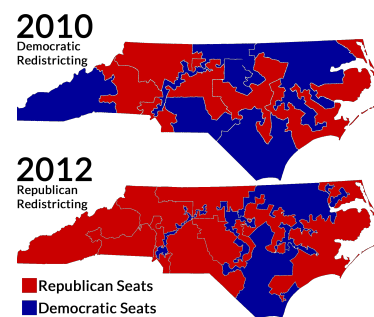 2010
Democratic
Redistricting
2012
Republican
Redistricting
Republican Seats
Democratic Seats